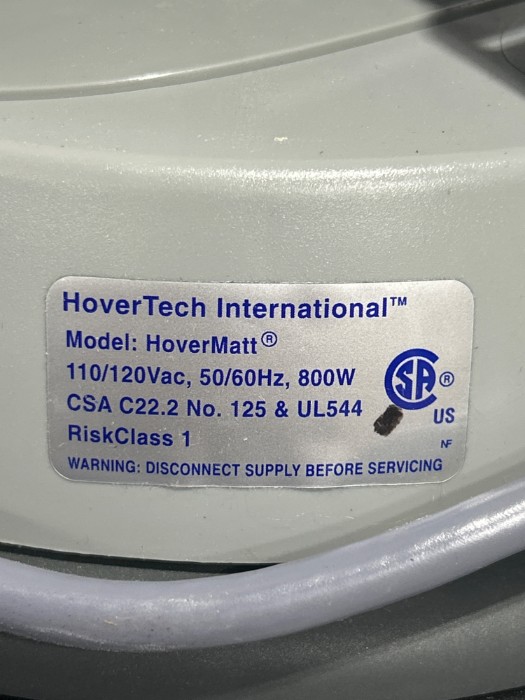 HoverTech International™
Model: HoverMatt®
110/120Vac, 50/60Hz, 800W
CSA C22.2 No. 125 & UL544
RiskClass 1
SA ®
US
NF
WARNING: DISCONNECT SUPPLY BEFORE SERVICING